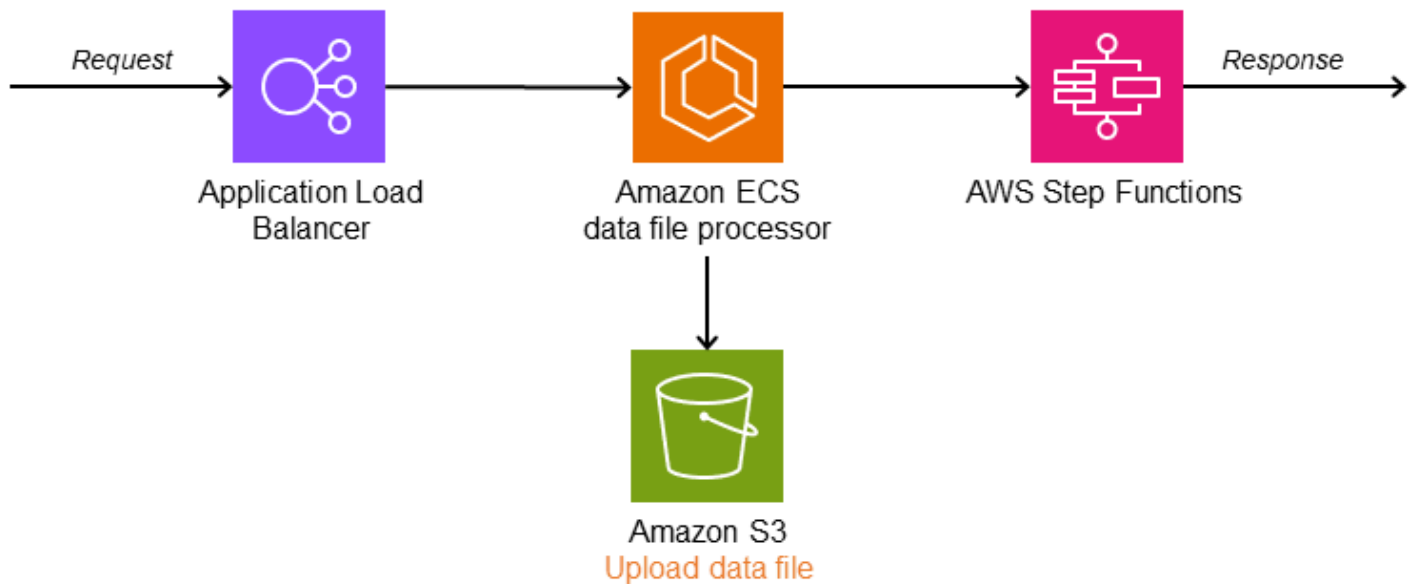 Request
Response
Application Load
Balancer
Amazon ECS
data file processor
AWS Step Functions
Amazon S3
Upload data file